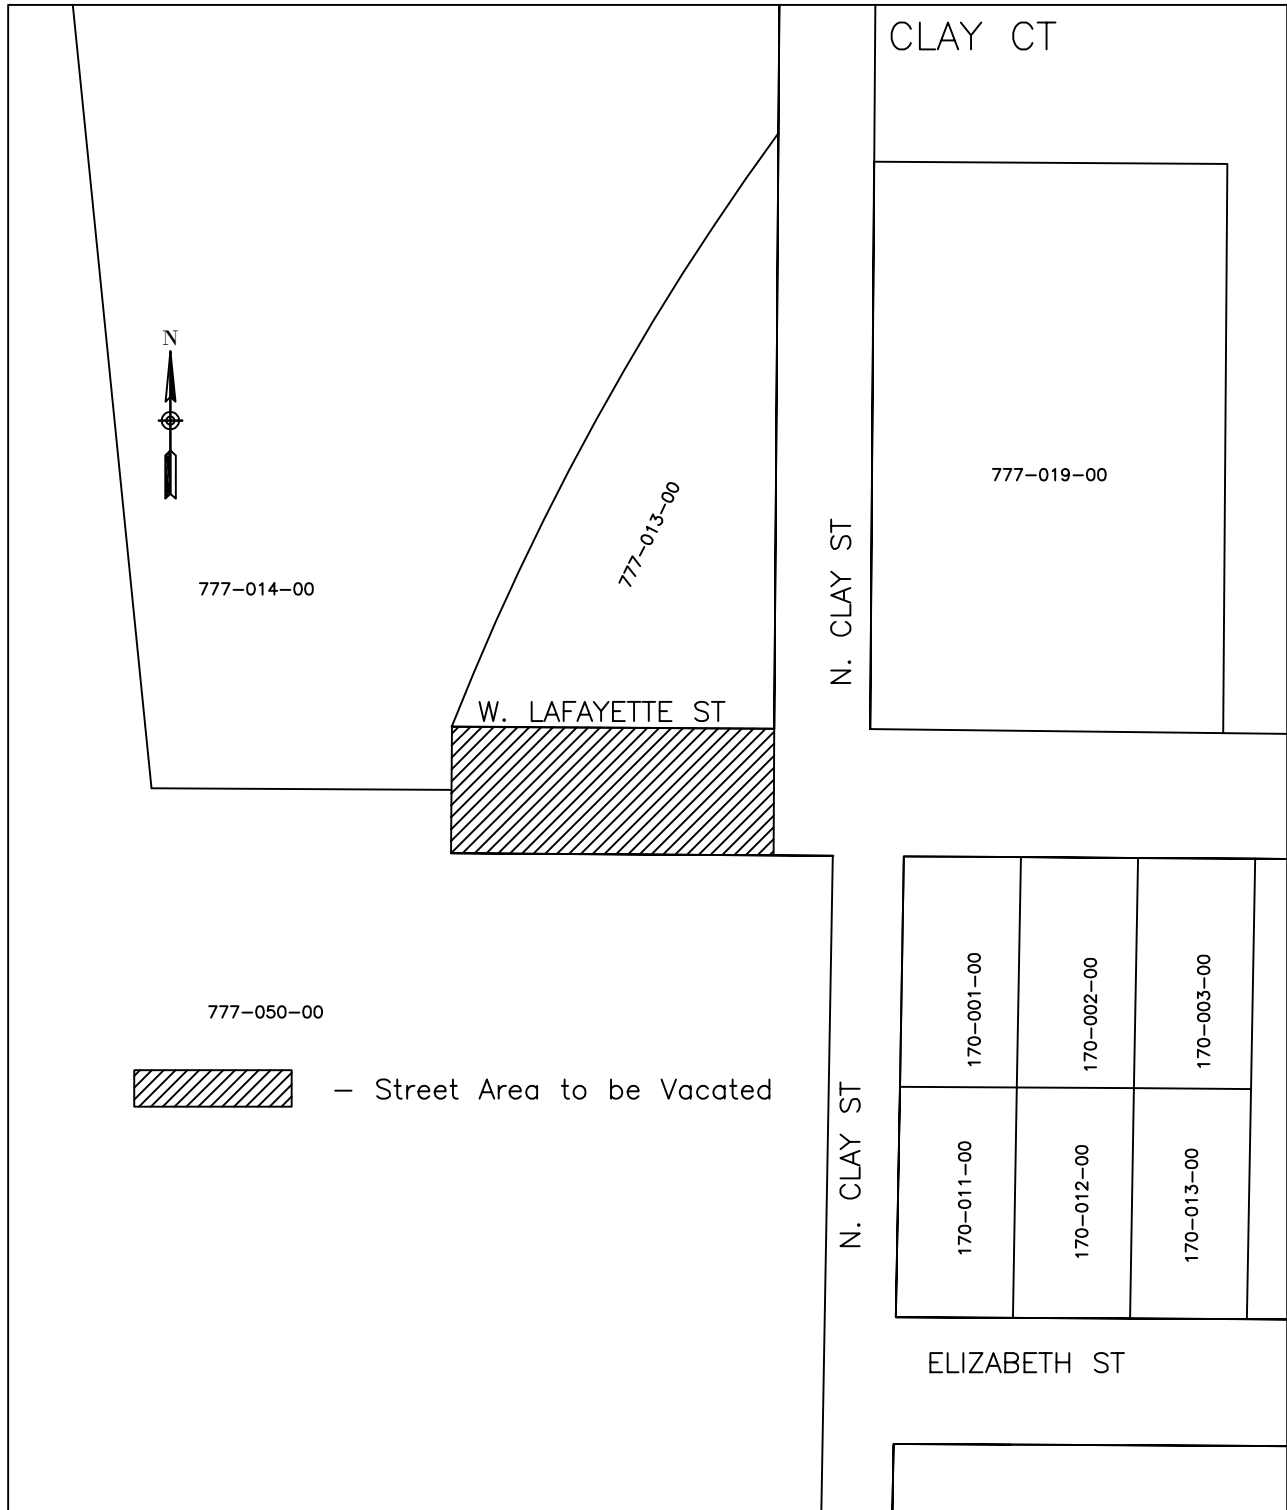 CLAY CT
N
777-019-00
777-013-00
N. CLAY ST
777-014-00
W. LAFAYETTE ST
170-001-00
170-002-00
170-003-00
777-050-00
- Street Area to be Vacated
N. CLAY ST
170-011-00
170-012-00
170-013-00
ELIZABETH ST